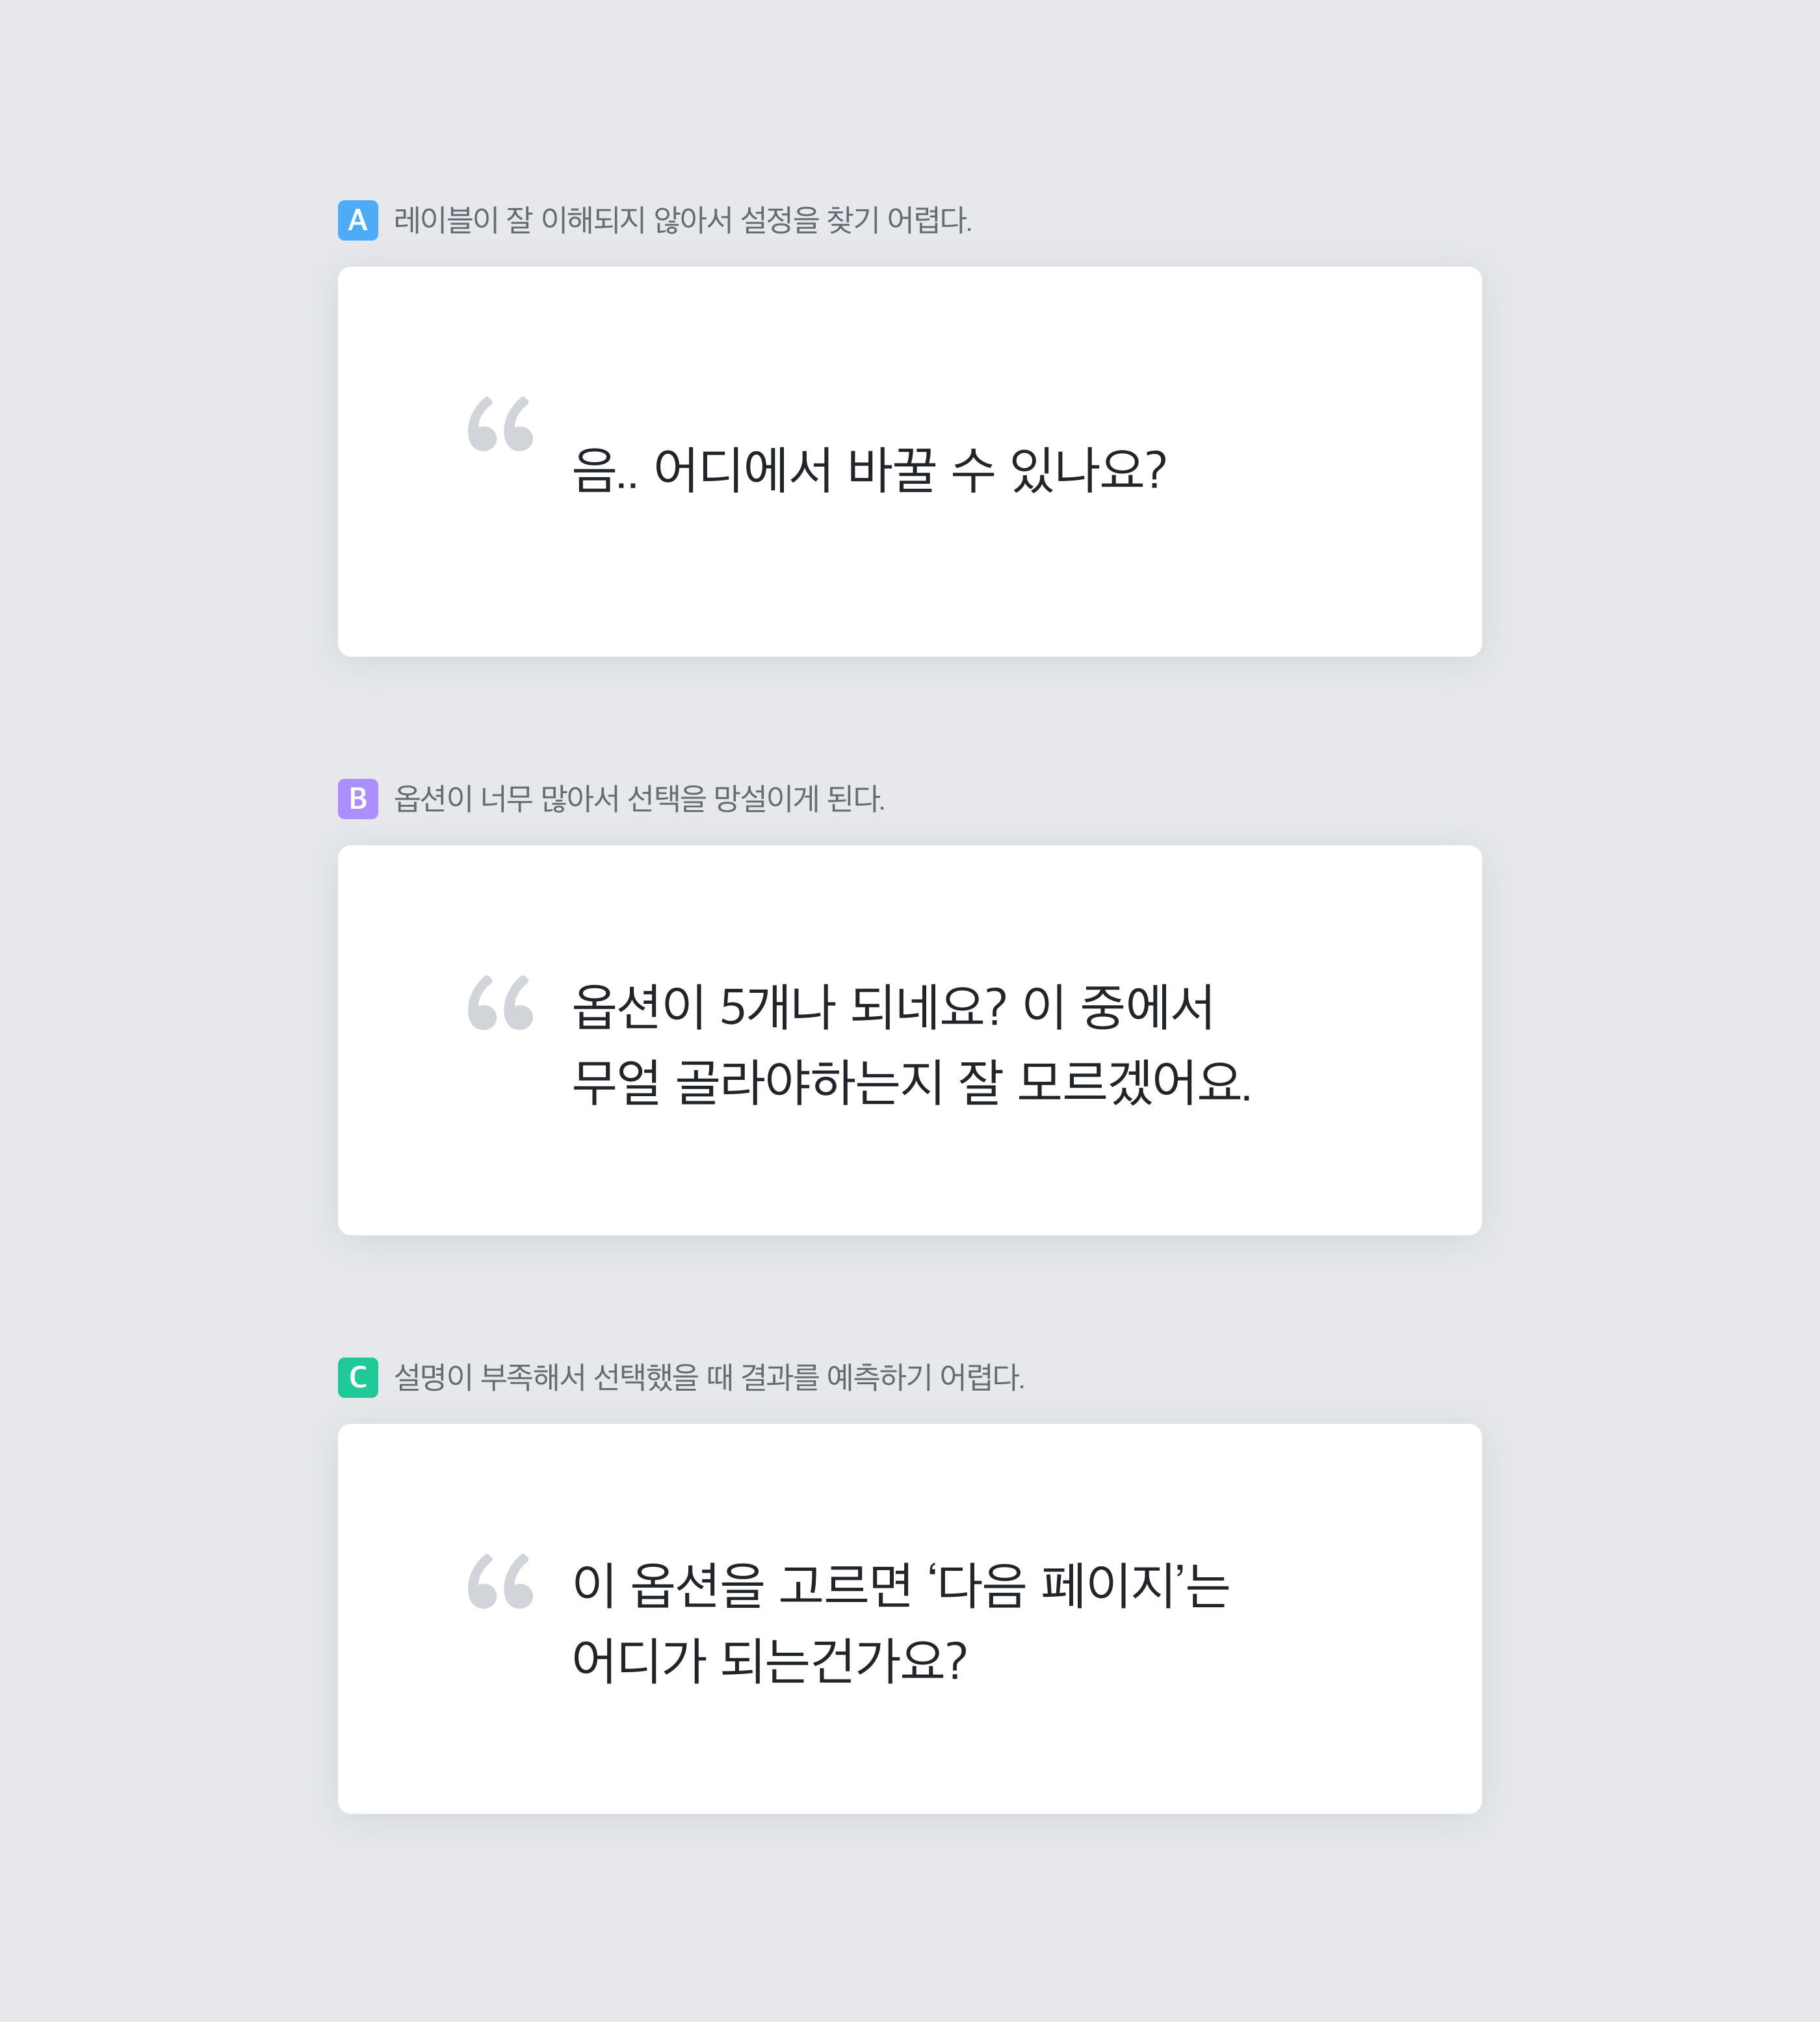 A 레이블이 잘 이해되지 않아서 설정을 찾기 어렵다.
“ 음.. 어디에서 바꿀 수 있나요?
B 옵션이 너무 많아서 선택을 망설이게 된다.
“ 옵션이 5개나 되네요? 이 중에서
무얼 골라야하는지 잘 모르겠어요.
C 설명이 부족해서 선택했을 때 결과를 예측하기 어렵다.
“ 이 옵션을 고르면 ‘다음 페이지’는
어디가 되는건가요?